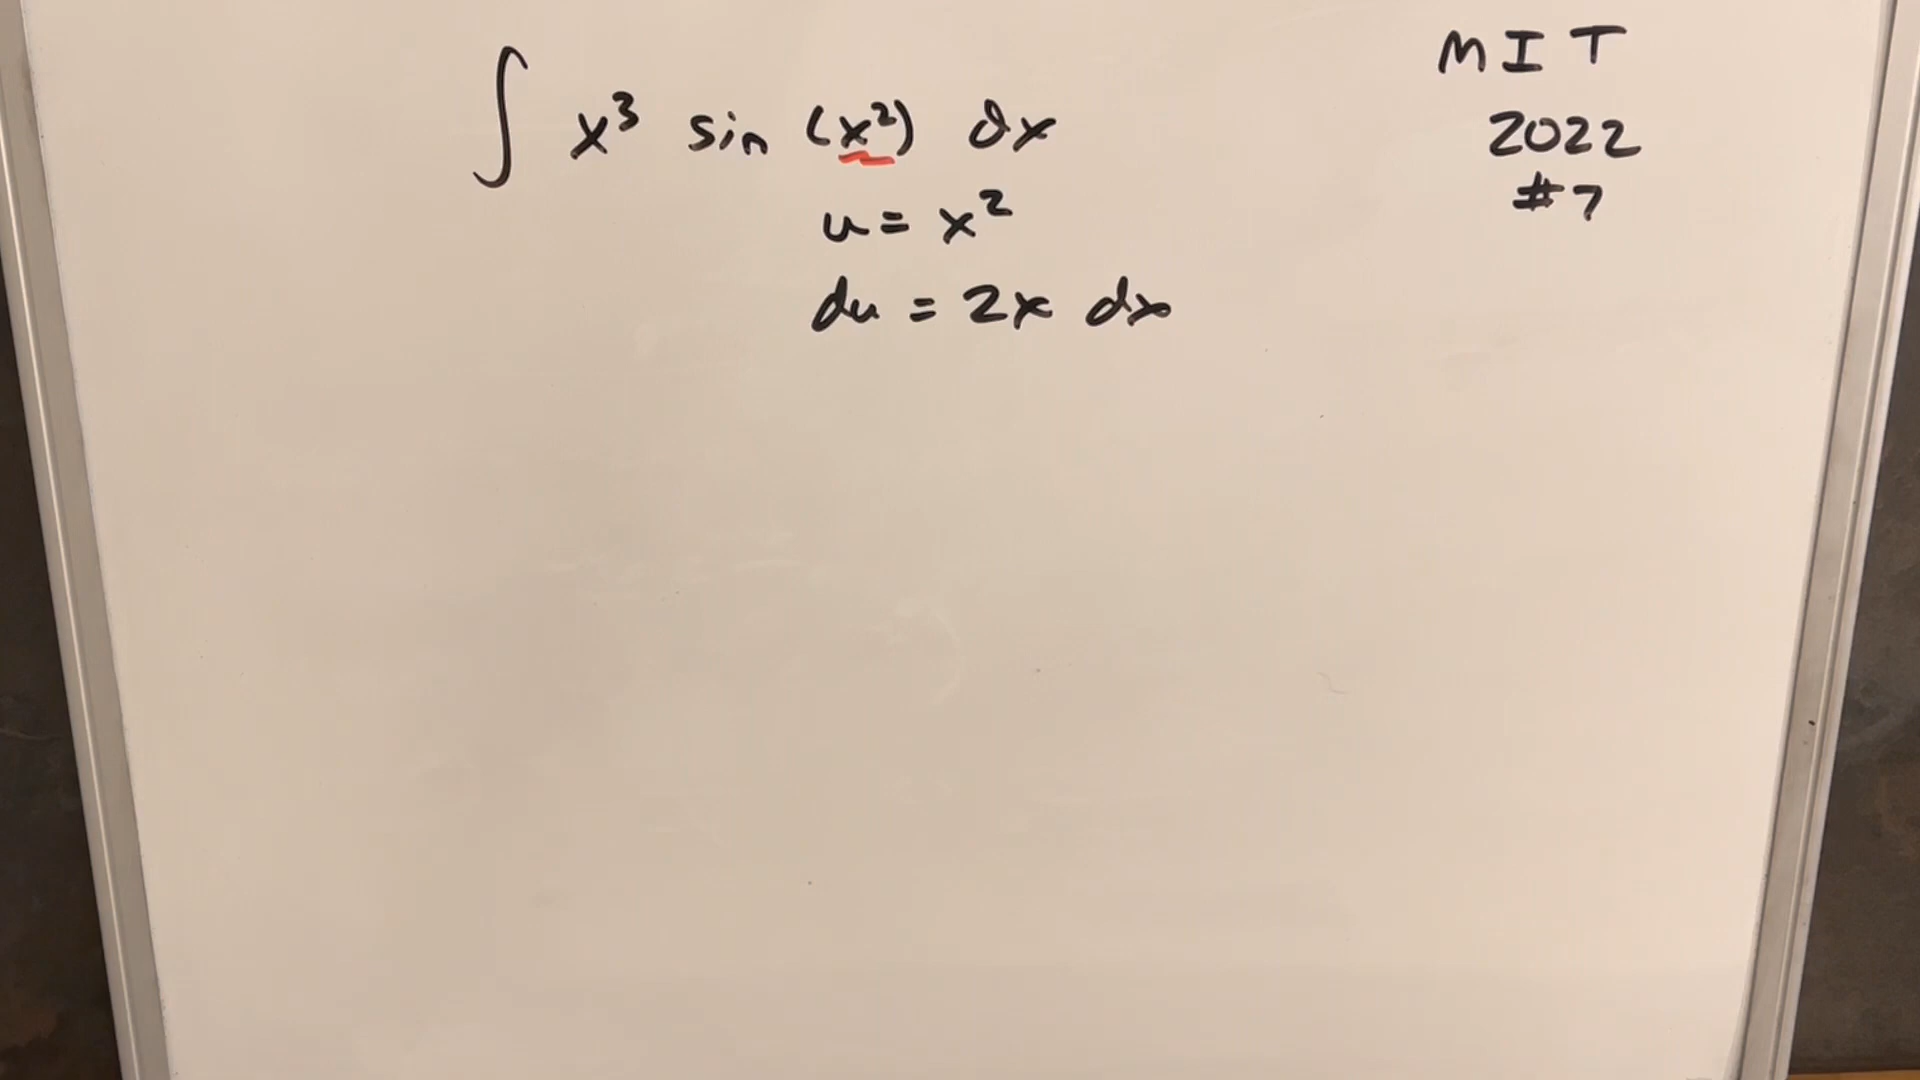 ∫ x³ sin (x²) dx
u = x²
du = 2x dx
MIT
2022
#7